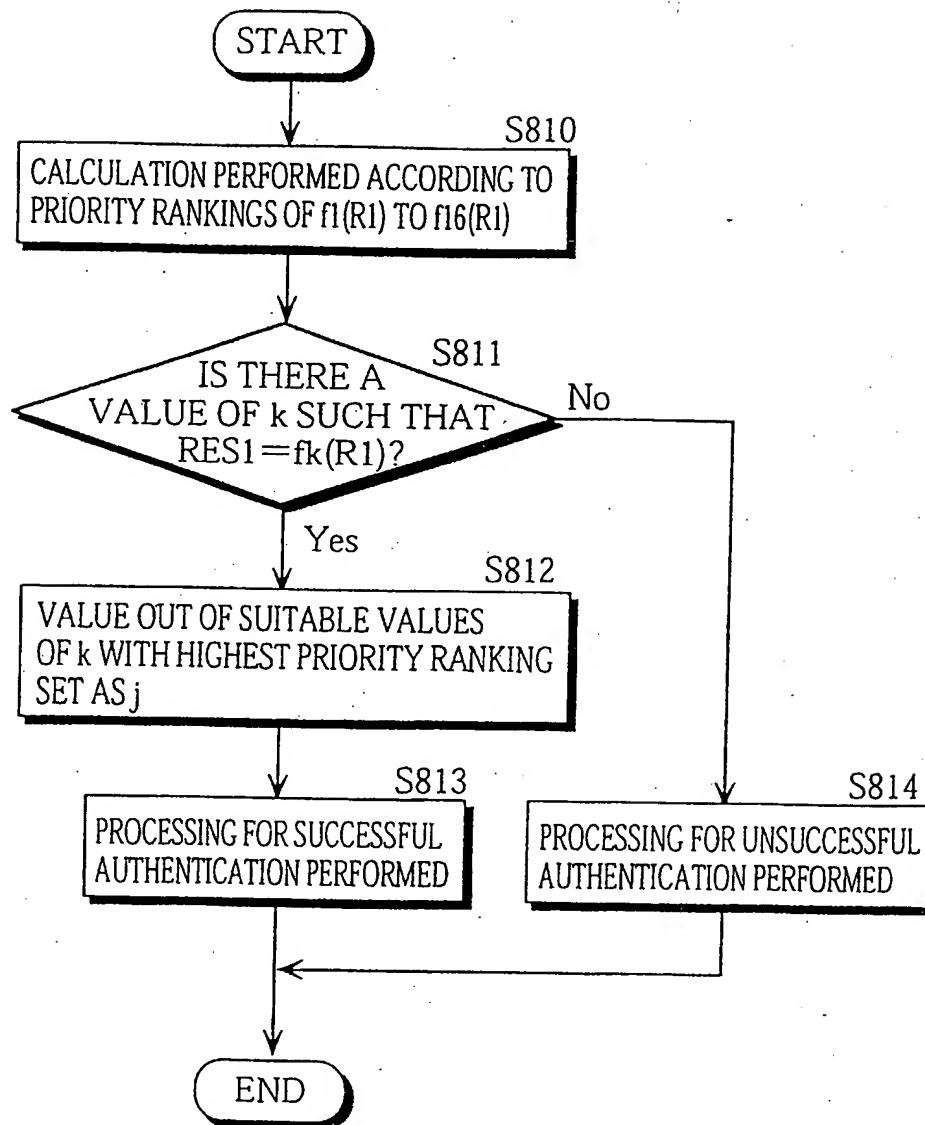 START
S810
CALCULATION PERFORMED ACCORDING TO
PRIORITY RANKINGS OF f1(R1) TO f16(R1)
S811
IS THERE A
VALUE OF k SUCH THAT
RES1=fk(R1)?
No
Yes
S812
VALUE OUT OF SUITABLE VALUES
OF k WITH HIGHEST PRIORITY RANKING
SET AS j
S813
PROCESSING FOR SUCCESSFUL
AUTHENTICATION PERFORMED
S814
PROCESSING FOR UNSUCCESSFUL
AUTHENTICATION PERFORMED
END